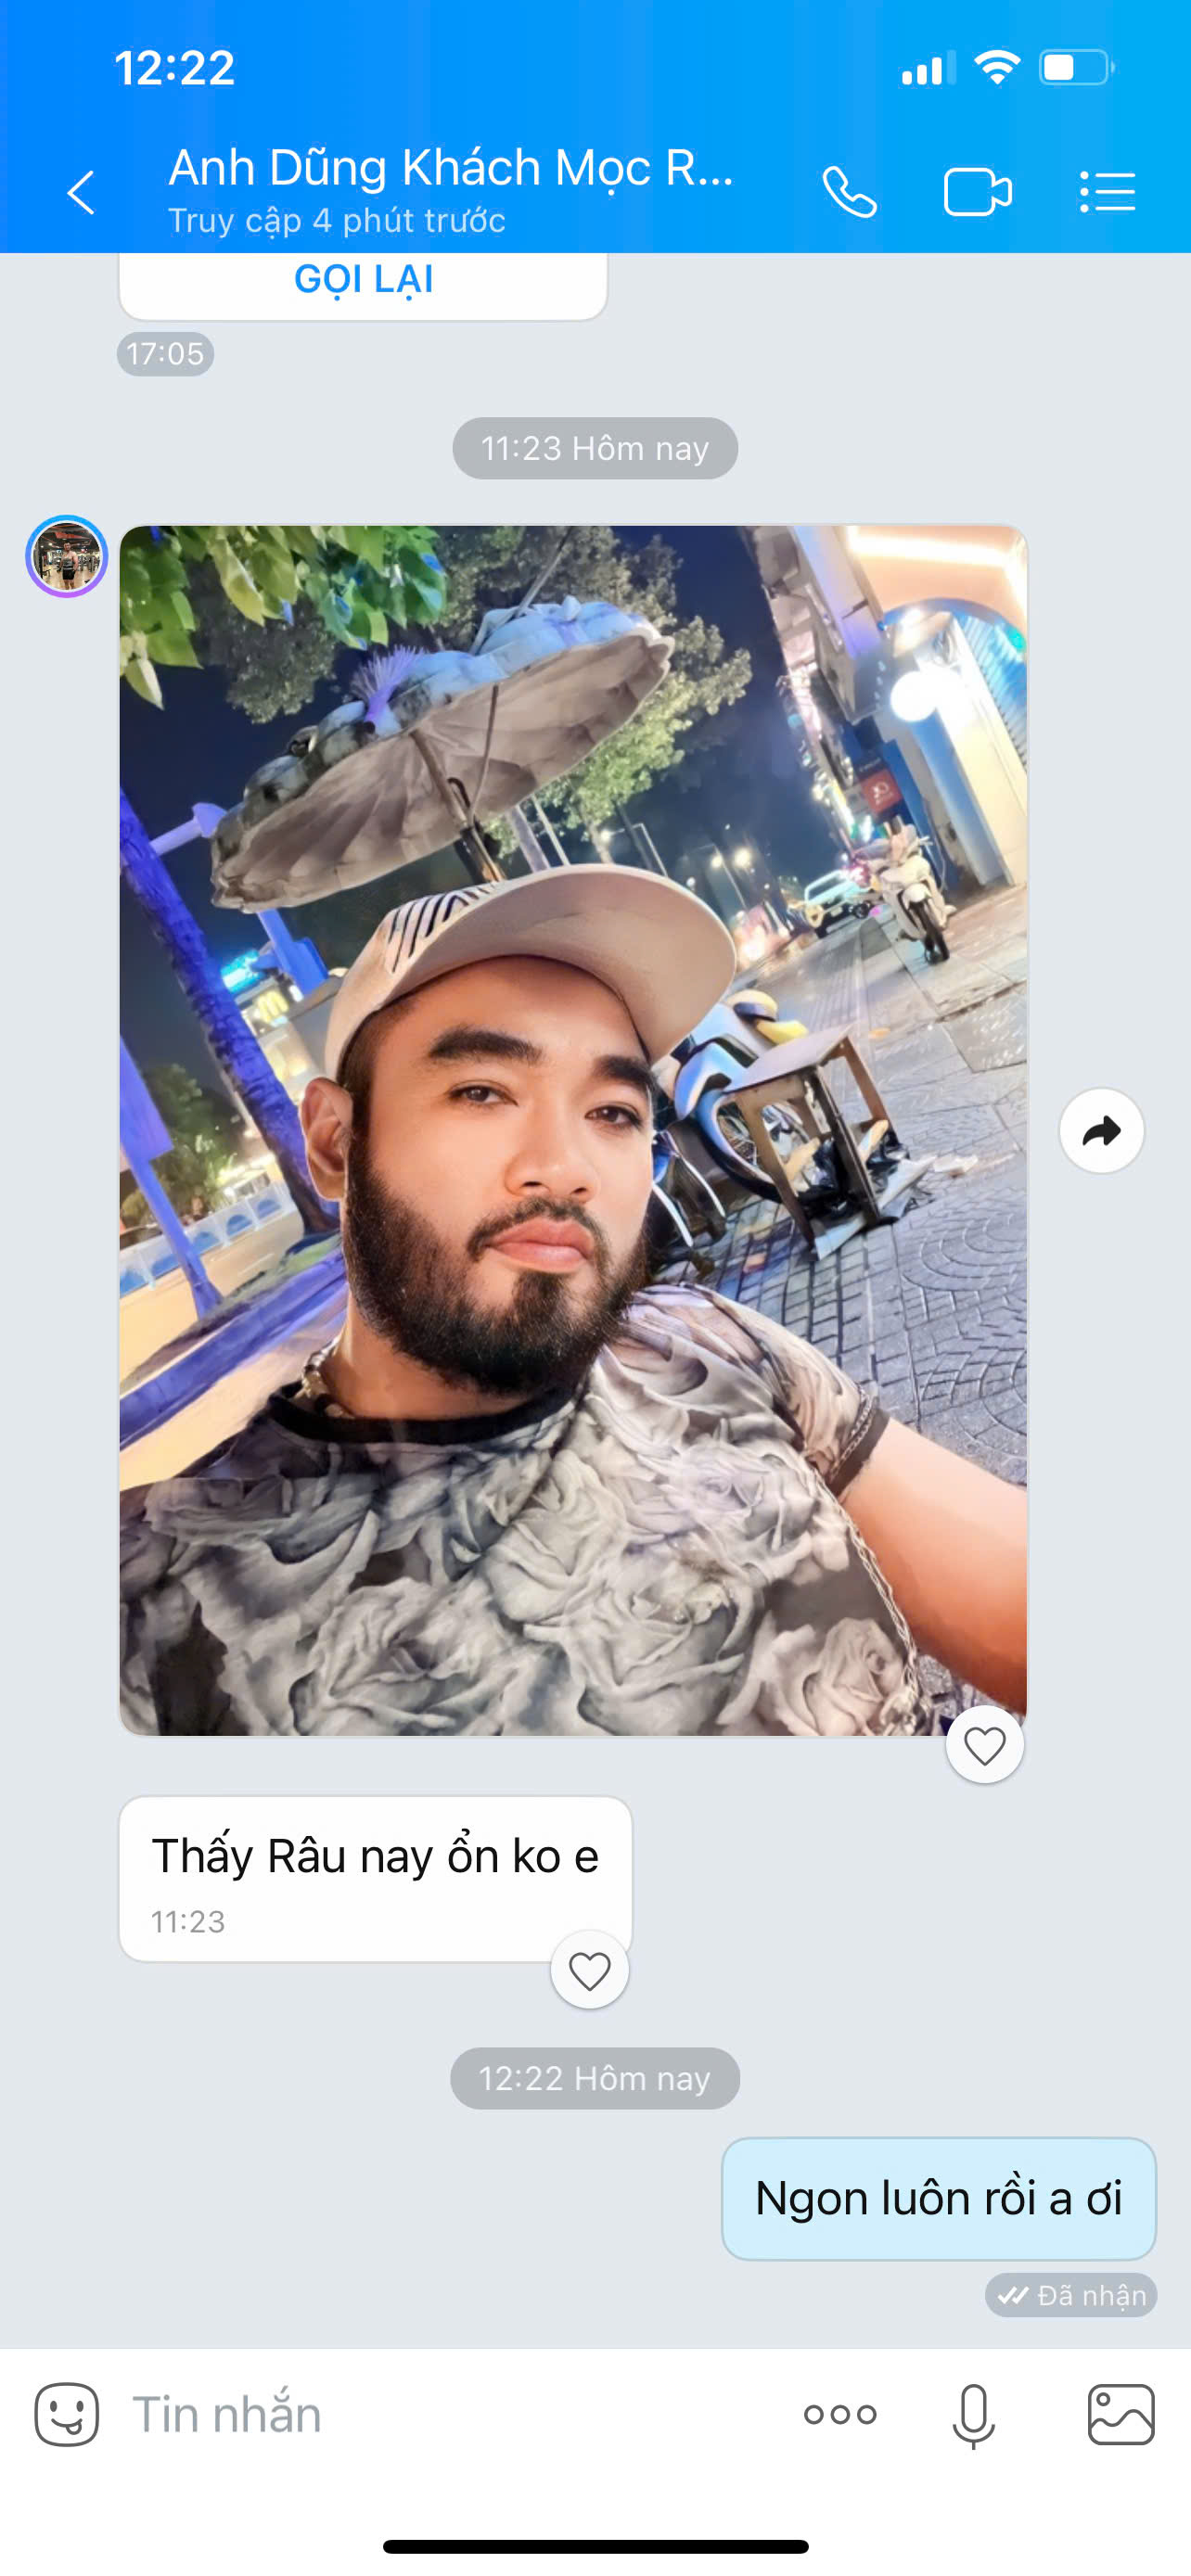 12:22
Anh Dũng Khách Mọc R...
Truy cập 4 phút trước
GỌI LẠI
17:05
11:23 Hôm nay
Thấy Râu nay ổn ko e
11:23
12:22 Hôm nay
Ngon luôn rồi a ơi
Đã nhận
Tin nhắn